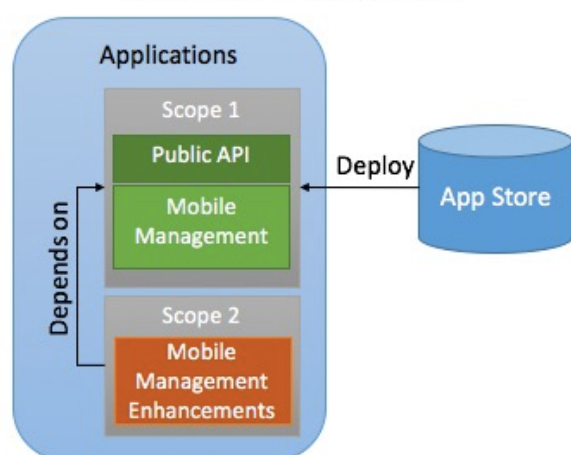 Applications
Scope 1
Public API
Mobile
Management
Deploy
App Store
Depends on
Scope 2
Mobile
Management
Enhancements